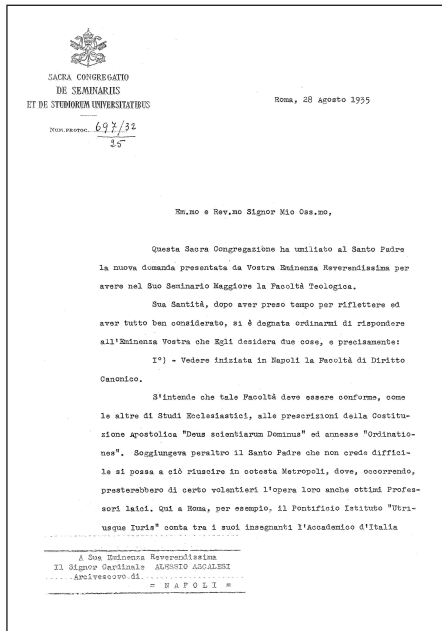 SACRA CONGREGATIO
DE SEMINARIIS
ET DE STUDIORUM UNIVERSITATIBUS
NUM. PROTOC. 697/32
25
Roma, 28 Agosto 1935
Em.mo e Rev.mo Signor Mio Oss.mo,
Questa Sacra Congregazione ha umiliato al Santo Padre
la nuova domanda presentata da Vostra Eminenza Reverendissima per
avere nel Suo Seminario Maggiore la Facoltà Teologica.
Sua Santità, dopo aver preso tempo per riflettere ed
aver tutto ben considerato, si è degnata ordinarmi di rispondere
all'Eminenza Vostra che Egli desidera due cose, e precisamente:
I°) - Vedere iniziata in Napoli la Facoltà di Diritto
Canonico.
S'intende che tale Facoltà deve essere conforme, come
le altre di Studi Ecclesiastici, alle prescrizioni della Costitu-
zione Apostolica "Deus scientiarum Dominus" ed annesse "Ordinatio-
nes". Soggiungeva peraltro il Santo Padre che non crede diffici-
le si possa a ciò riuscire in cotesta Metropoli, dove, occorrendo,
presterebbero di certo volentieri l'opera loro anche ottimi Profes-
sori laici. Qui a Roma, per esempio, il Pontificio Istituto "Utri-
usque Iuris" conta tra i suoi insegnanti l'Accademico d'Italia
A Sua Eminenza Reverendissima
Il Signor Cardinale ALESSIO ASCALESI
Arcivescovo di
= N A P O L I =